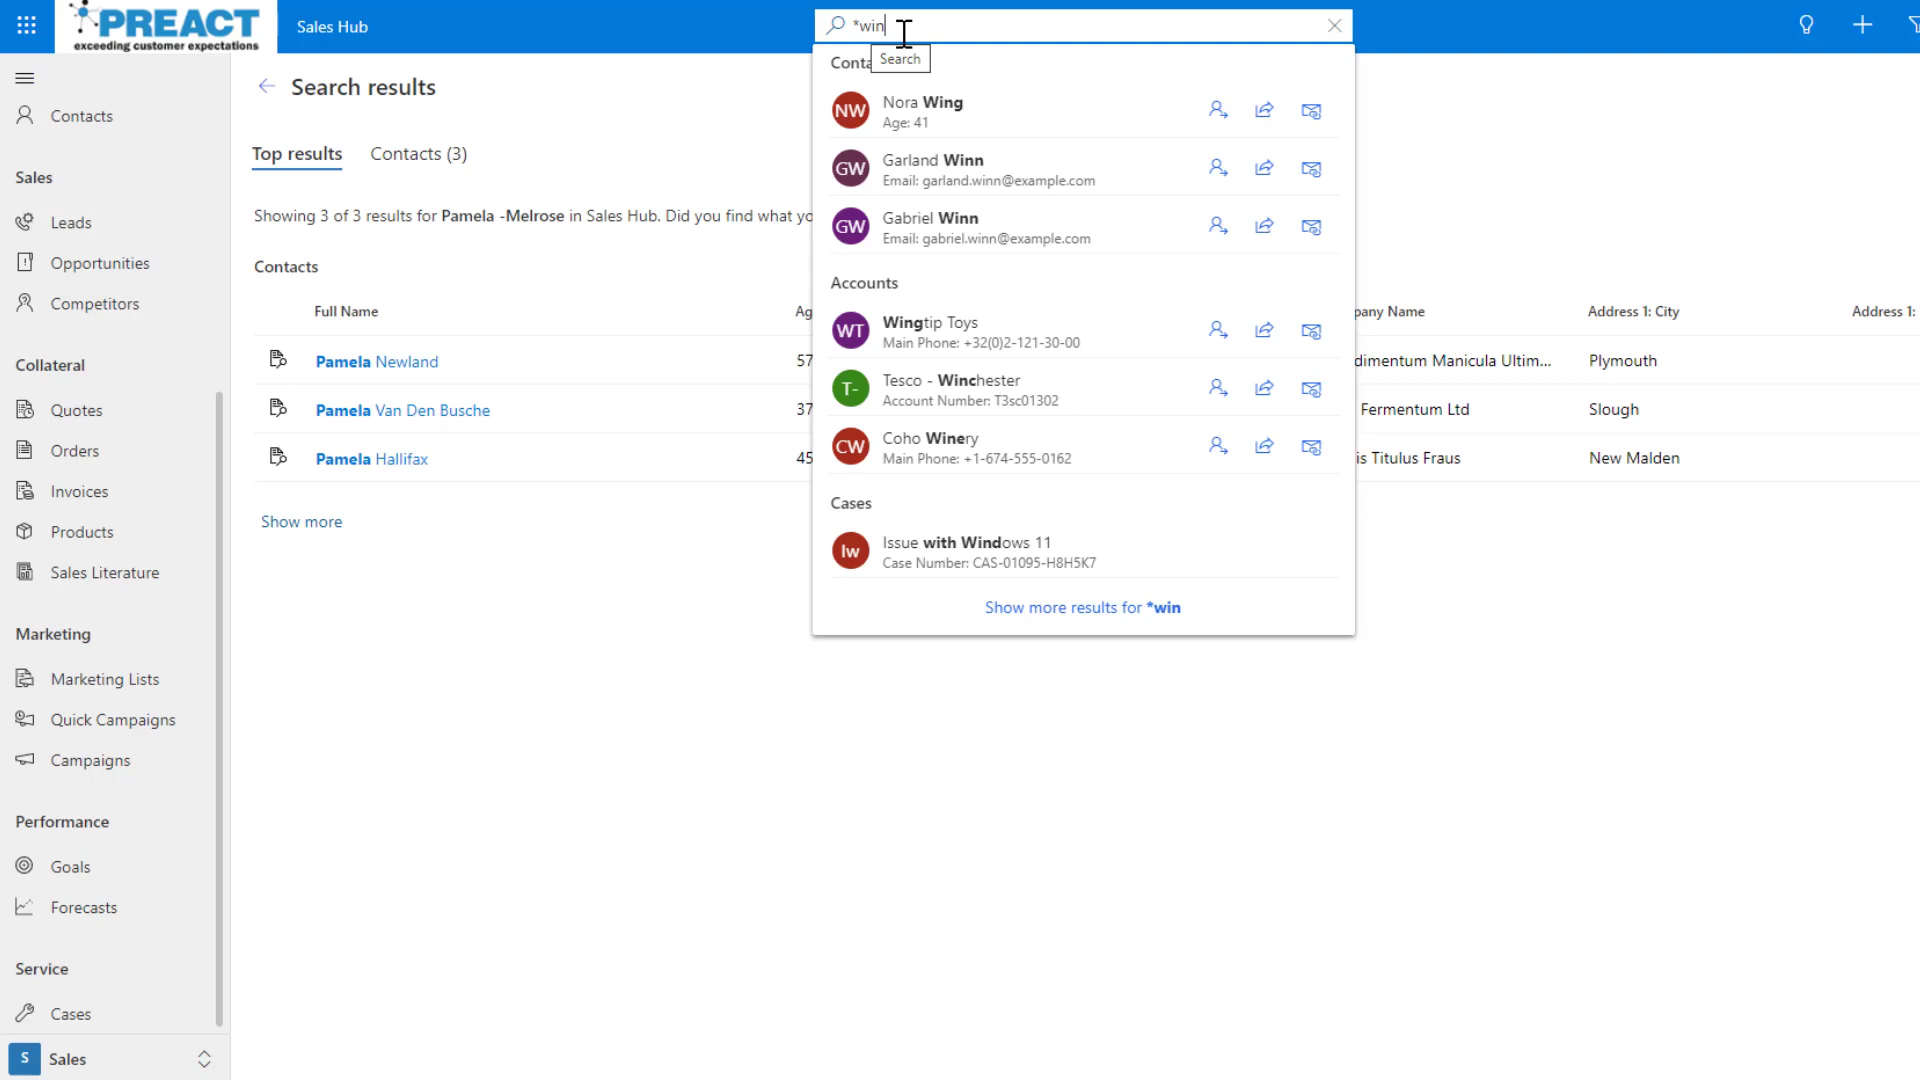 PREACT
exceeding customer expectations
Sales Hub
*win
Search
Search results
Top results
Contacts (3)
Showing 3 of 3 results for Pamela -Melrose in Sales Hub. Did you find what yo
Contacts
Full Name
Ag
pany Name
Address 1: City
Address 1:
Pamela Newland
57
dimentum Manicula Ultim...
Plymouth
Pamela Van Den Busche
37
Fermentum Ltd
Slough
Pamela Hallifax
45
is Titulus Fraus
New Malden
Show more
Conta
NW
Nora Wing
Age: 41
GW
Garland Winn
Email: garland.winn@example.com
GW
Gabriel Winn
Email: gabriel.winn@example.com
Accounts
WT
Wingtip Toys
Main Phone: +32(0)2-121-30-00
T-
Tesco - Winchester
Account Number: T3sc01302
CW
Coho Winery
Main Phone: +1-674-555-0162
Cases
Iw
Issue with Windows 11
Case Number: CAS-01095-H8H5K7
Show more results for *win
Contacts
Sales
Leads
Opportunities
Competitors
Collateral
Quotes
Orders
Invoices
Products
Sales Literature
Marketing
Marketing Lists
Quick Campaigns
Campaigns
Performance
Goals
Forecasts
Service
Cases
S
Sales